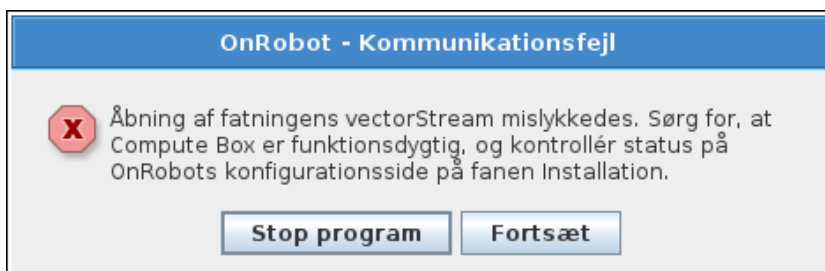 OnRobot - Kommunikationsfejl
Åbning af fatningens vectorStream mislykkedes. Sørg for, at
Compute Box er funktionsdygtig, og kontrollér status på
OnRobots konfigurationsside på fanen Installation.
Stop program Fortsæt